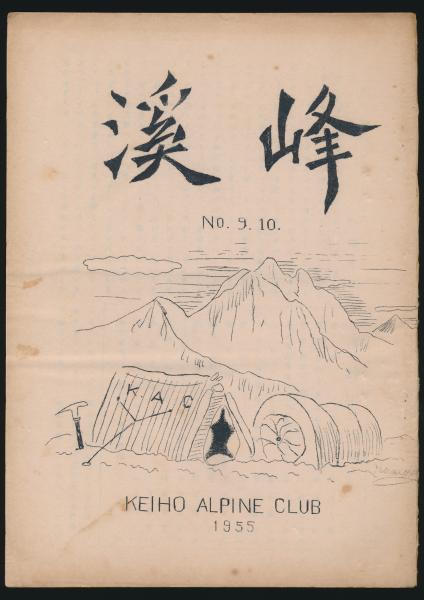 溪峰
No. 9. 10.
KAC
KEIHO ALPINE CLUB
1955